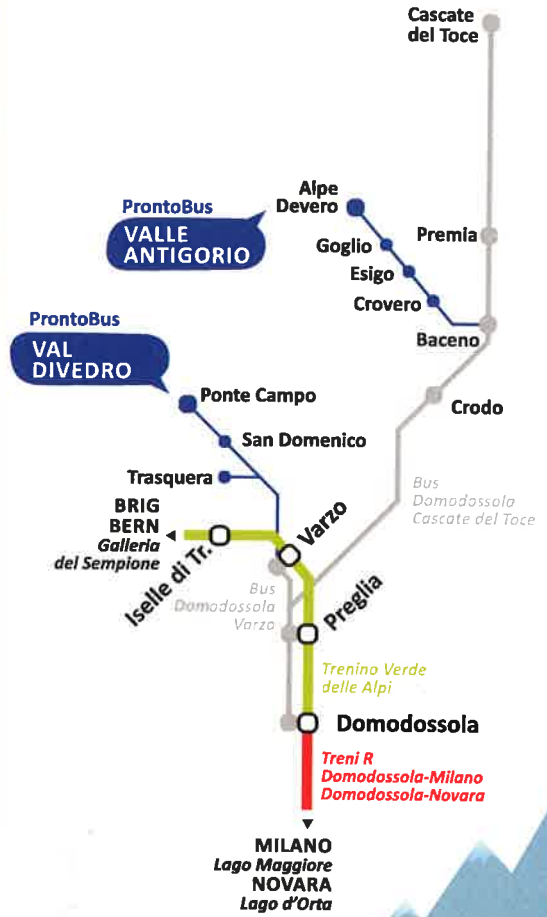 Cascate
del Toce
Alpe
Devero
ProntoBus
VALLE
ANTIGORIO
Goglio
Premia
Esigo
Crovero
ProntoBus
Baceno
VAL
DIVEDRO
Ponte Campo
Crodo
San Domenico
Trasquera
Bus
Domodossola
Cascate del Toce
BRIG
BERN
Galleria
del Sempione
Iselle di Tr.
Varzo
Bus
Domodossola
Varzo
Preglia
Trenino Verde
delle Alpi
Domodossola
Treni R
Domodossola-Milano
Domodossola-Novara
MILANO
Lago Maggiore
NOVARA
Lago d'Orta